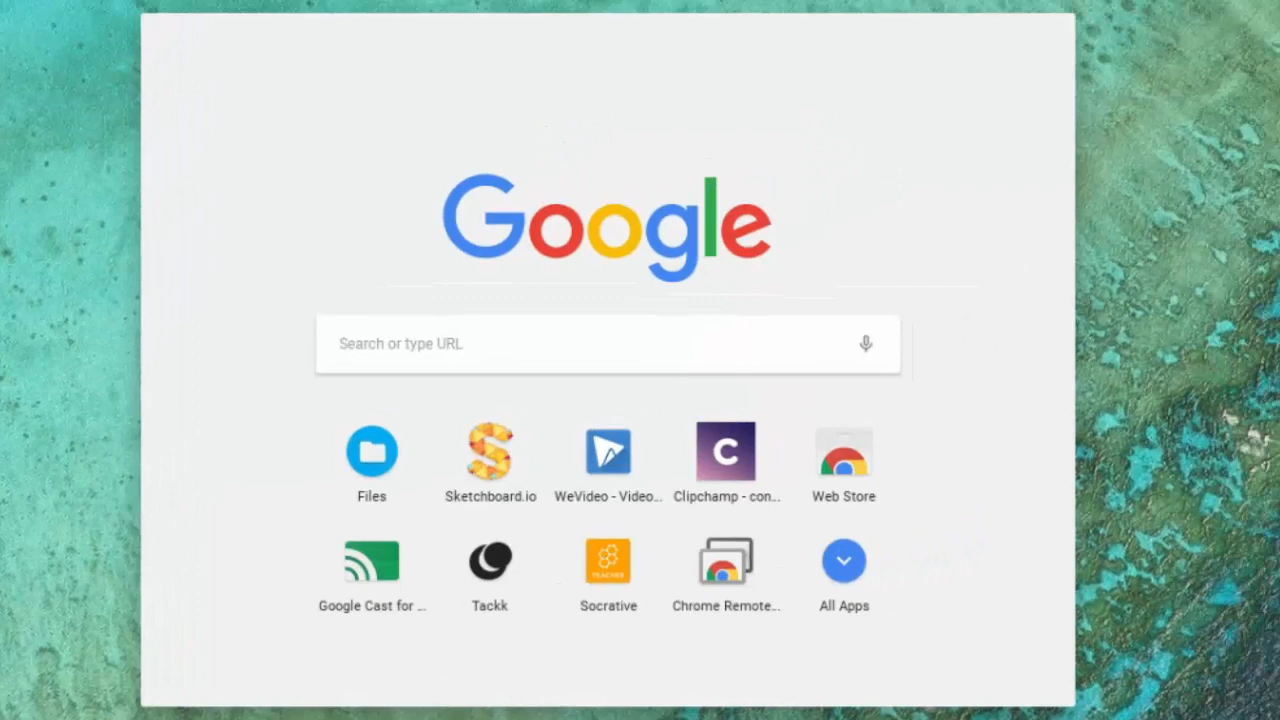 Google
Search or type URL
Files
Sketchboard.io
WeVideo - Video...
Clipchamp - con...
Web Store
Google Cast for ...
Tackk
TEACHER
Socrative
Chrome Remote...
All Apps